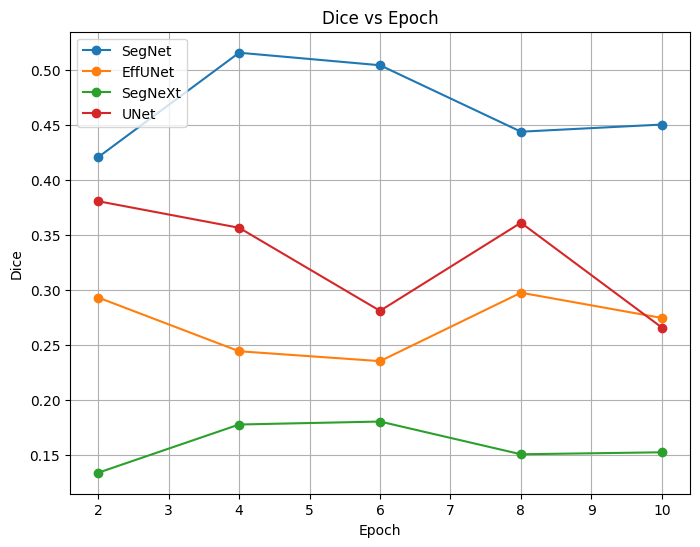 Dice vs Epoch
SegNet
EffUNet
SegNeXt
UNet
Dice
0.50
0.45
0.40
0.35
0.30
0.25
0.20
0.15
2 3 4 5 6 7 8 9 10
Epoch